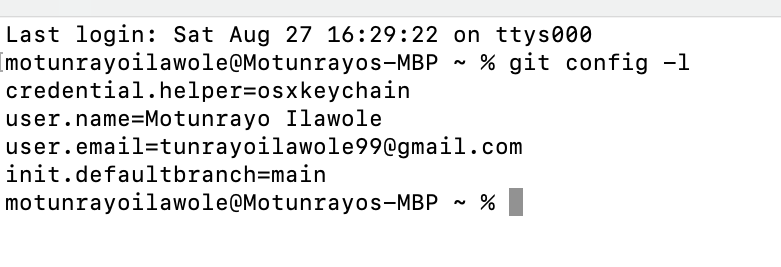 Last login: Sat Aug 27 16:29:22 on ttys000
[motunrayoilawole@Motunrayos-MBP ~ % git config -l
credential.helper=osxkeychain
user.name=Motunrayo Ilawole
user.email=tunrayoilawole99@gmail.com
init.defaultbranch=main
motunrayoilawole@Motunrayos-MBP ~ %